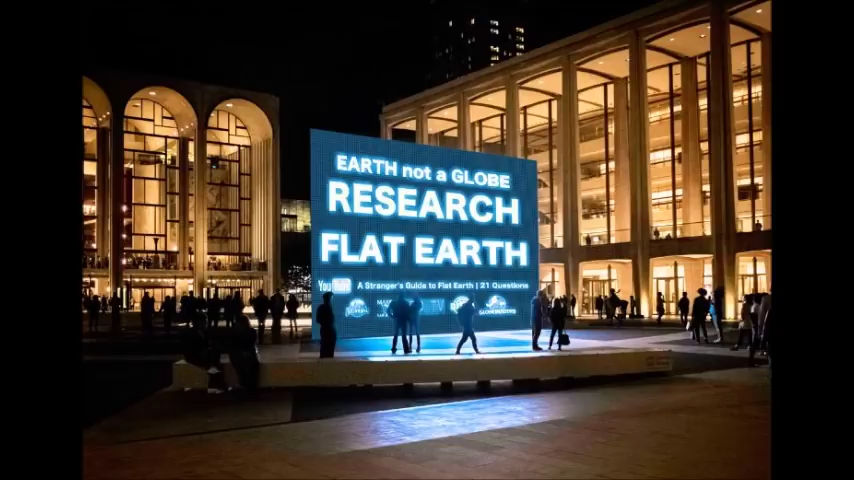 EARTH not a GLOBE
RESEARCH
FLAT EARTH
YouTube A Stranger's Guide to Flat Earth | 21 Questions